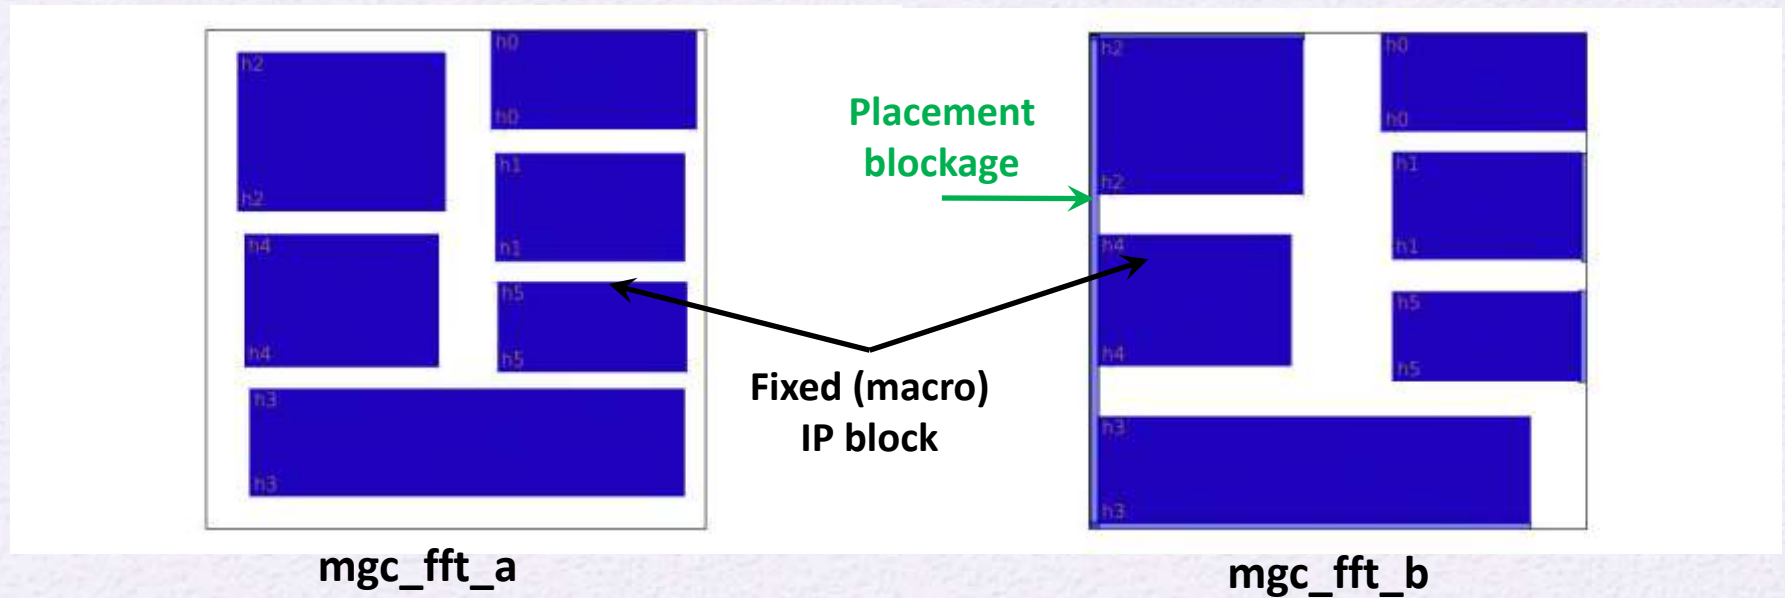 h2
h2
h0
h0
h1
h1
h4
h4
h5
h5
h3
h3
mgc_fft_a
Placement
blockage
Fixed (macro)
IP block
h2
h2
h0
h0
h1
h1
h4
h4
h5
h5
h3
h3
mgc_fft_b